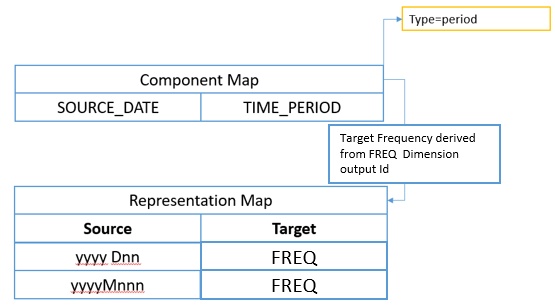 Type=period
Component Map
SOURCE_DATE TIME_PERIOD
Target Frequency derived
from FREQ Dimension
output Id
Representation Map
Source Target
yyyy Dnn FREQ
yyyyMnnn FREQ